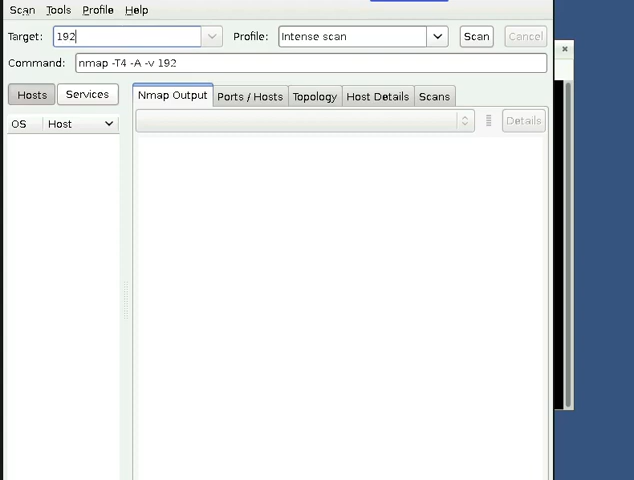 Scan Tools Profile Help
Target: 192 Profile: Intense scan Scan Cancel
Command: nmap -T4 -A -v 192
Hosts Services Nmap Output Ports / Hosts Topology Host Details Scans
OS Host Details